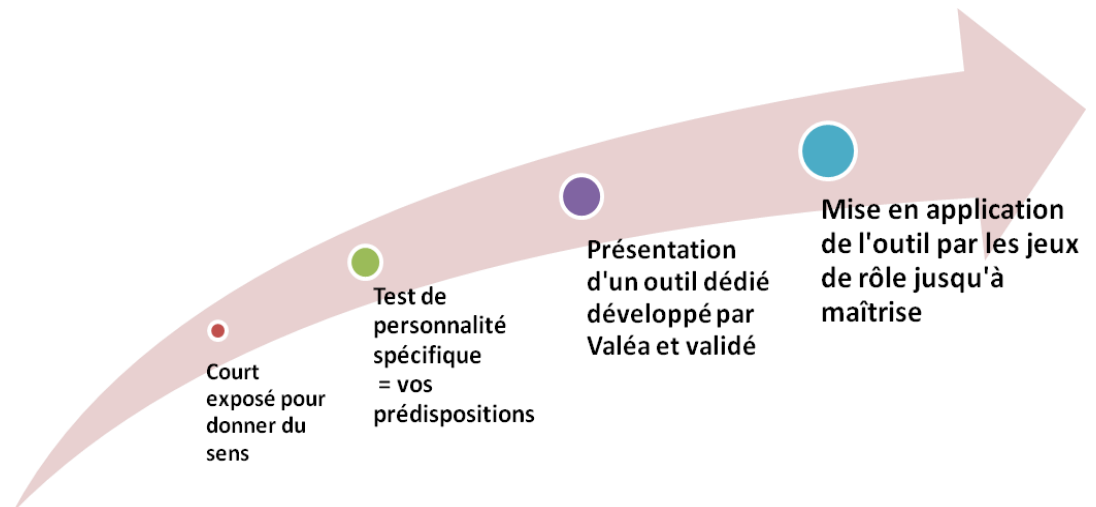 Court
exposé pour
donner du
sens
Test de
personnalité
spécifique
= vos
prédispositions
Présentation
d'un outil dédié
développé par
Valéa et validé
Mise en application
de l'outil par les jeux
de rôle jusqu'à
maîtrise